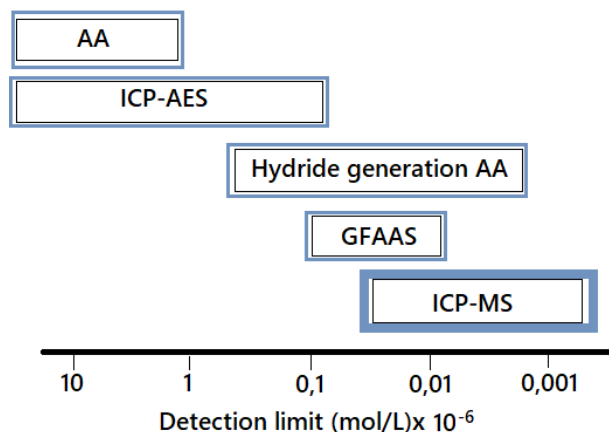 AA
ICP-AES
Hydride generation AA
GFAAS
ICP-MS
10 1 0,1 0,01 0,001
Detection limit (mol/L)x 10⁻⁶